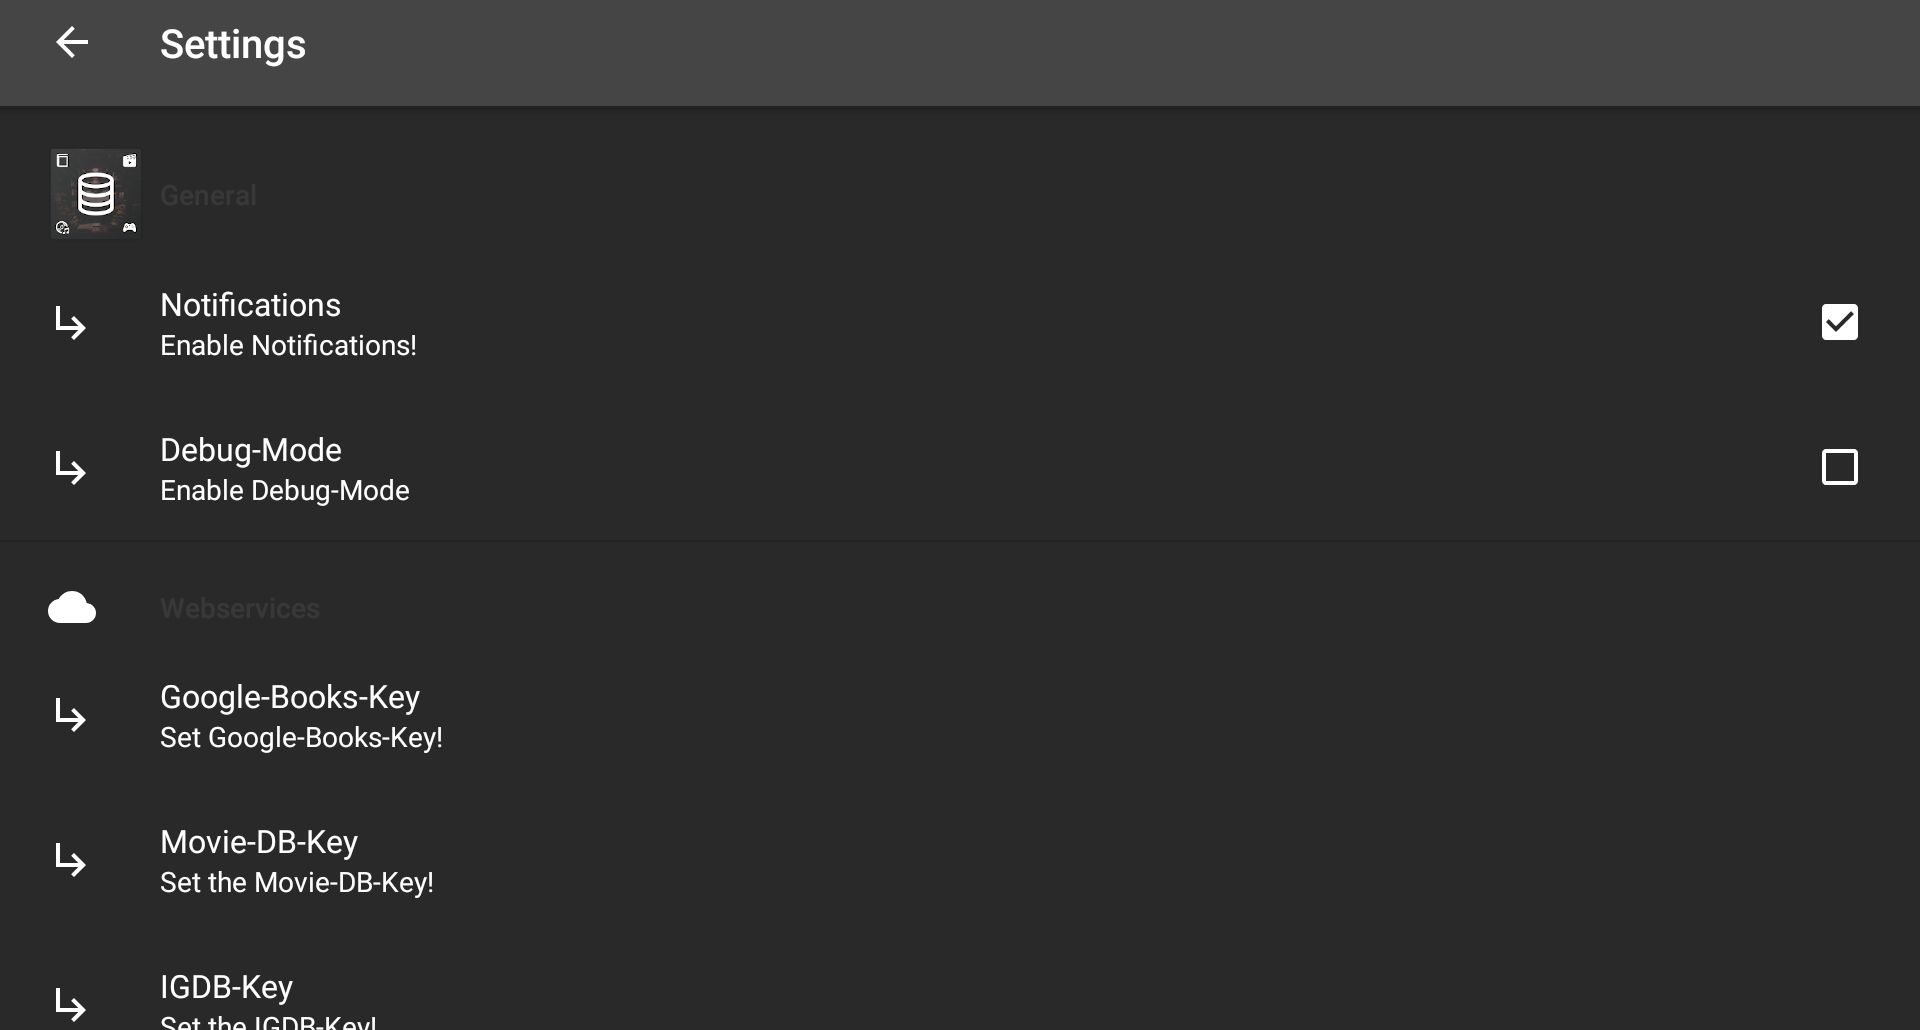 Settings
General
Notifications
Enable Notifications!
Debug-Mode
Enable Debug-Mode
Webservices
Google-Books-Key
Set Google-Books-Key!
Movie-DB-Key
Set the Movie-DB-Key!
IGDB-Key
Set the IGDB-Key!